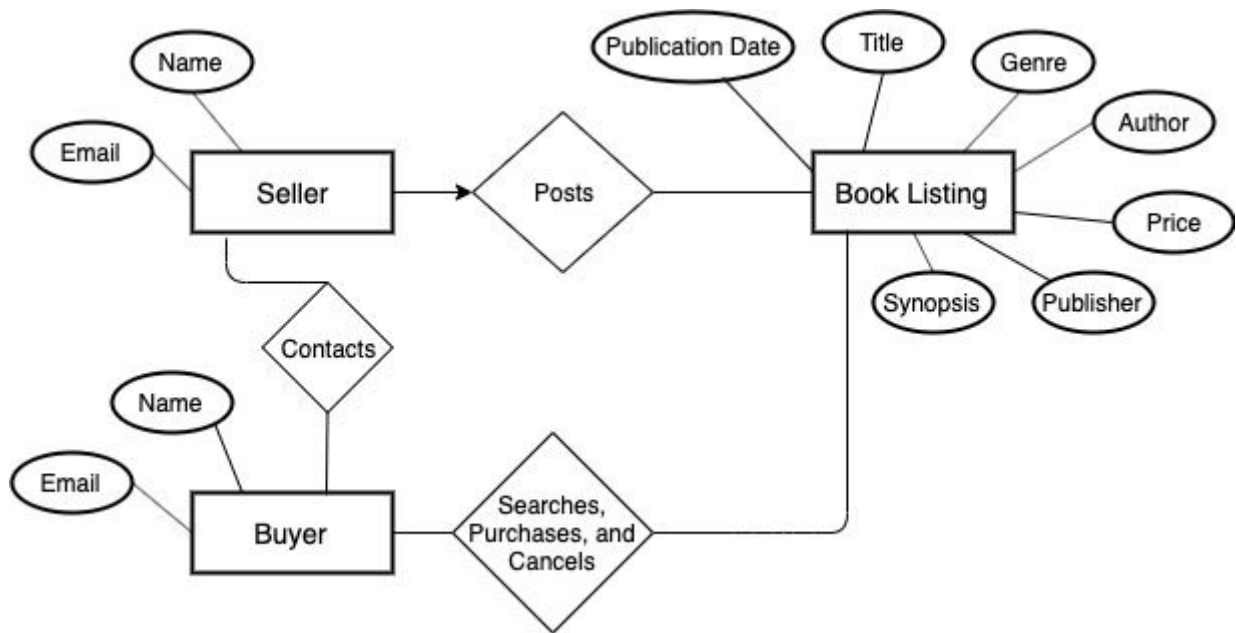 Publication Date
Title
Name
Genre
Author
Email
Seller
Posts
Book Listing
Price
Synopsis
Publisher
Contacts
Name
Email
Buyer
Searches,
Purchases, and
Cancels